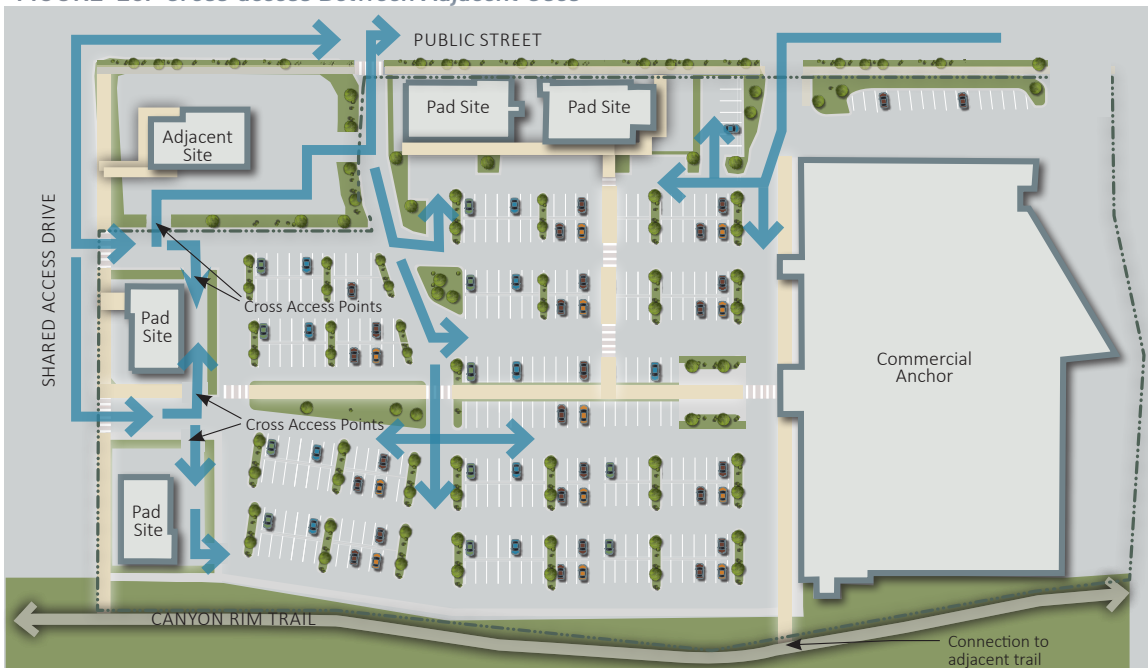 PUBLIC STREET
Pad Site
Pad Site
Adjacent
Site
SHARED ACCESS DRIVE
Cross Access Points
Pad
Site
Commercial
Anchor
Cross Access Points
Pad
Site
CANYON RIM TRAIL
Connection to
adjacent trail